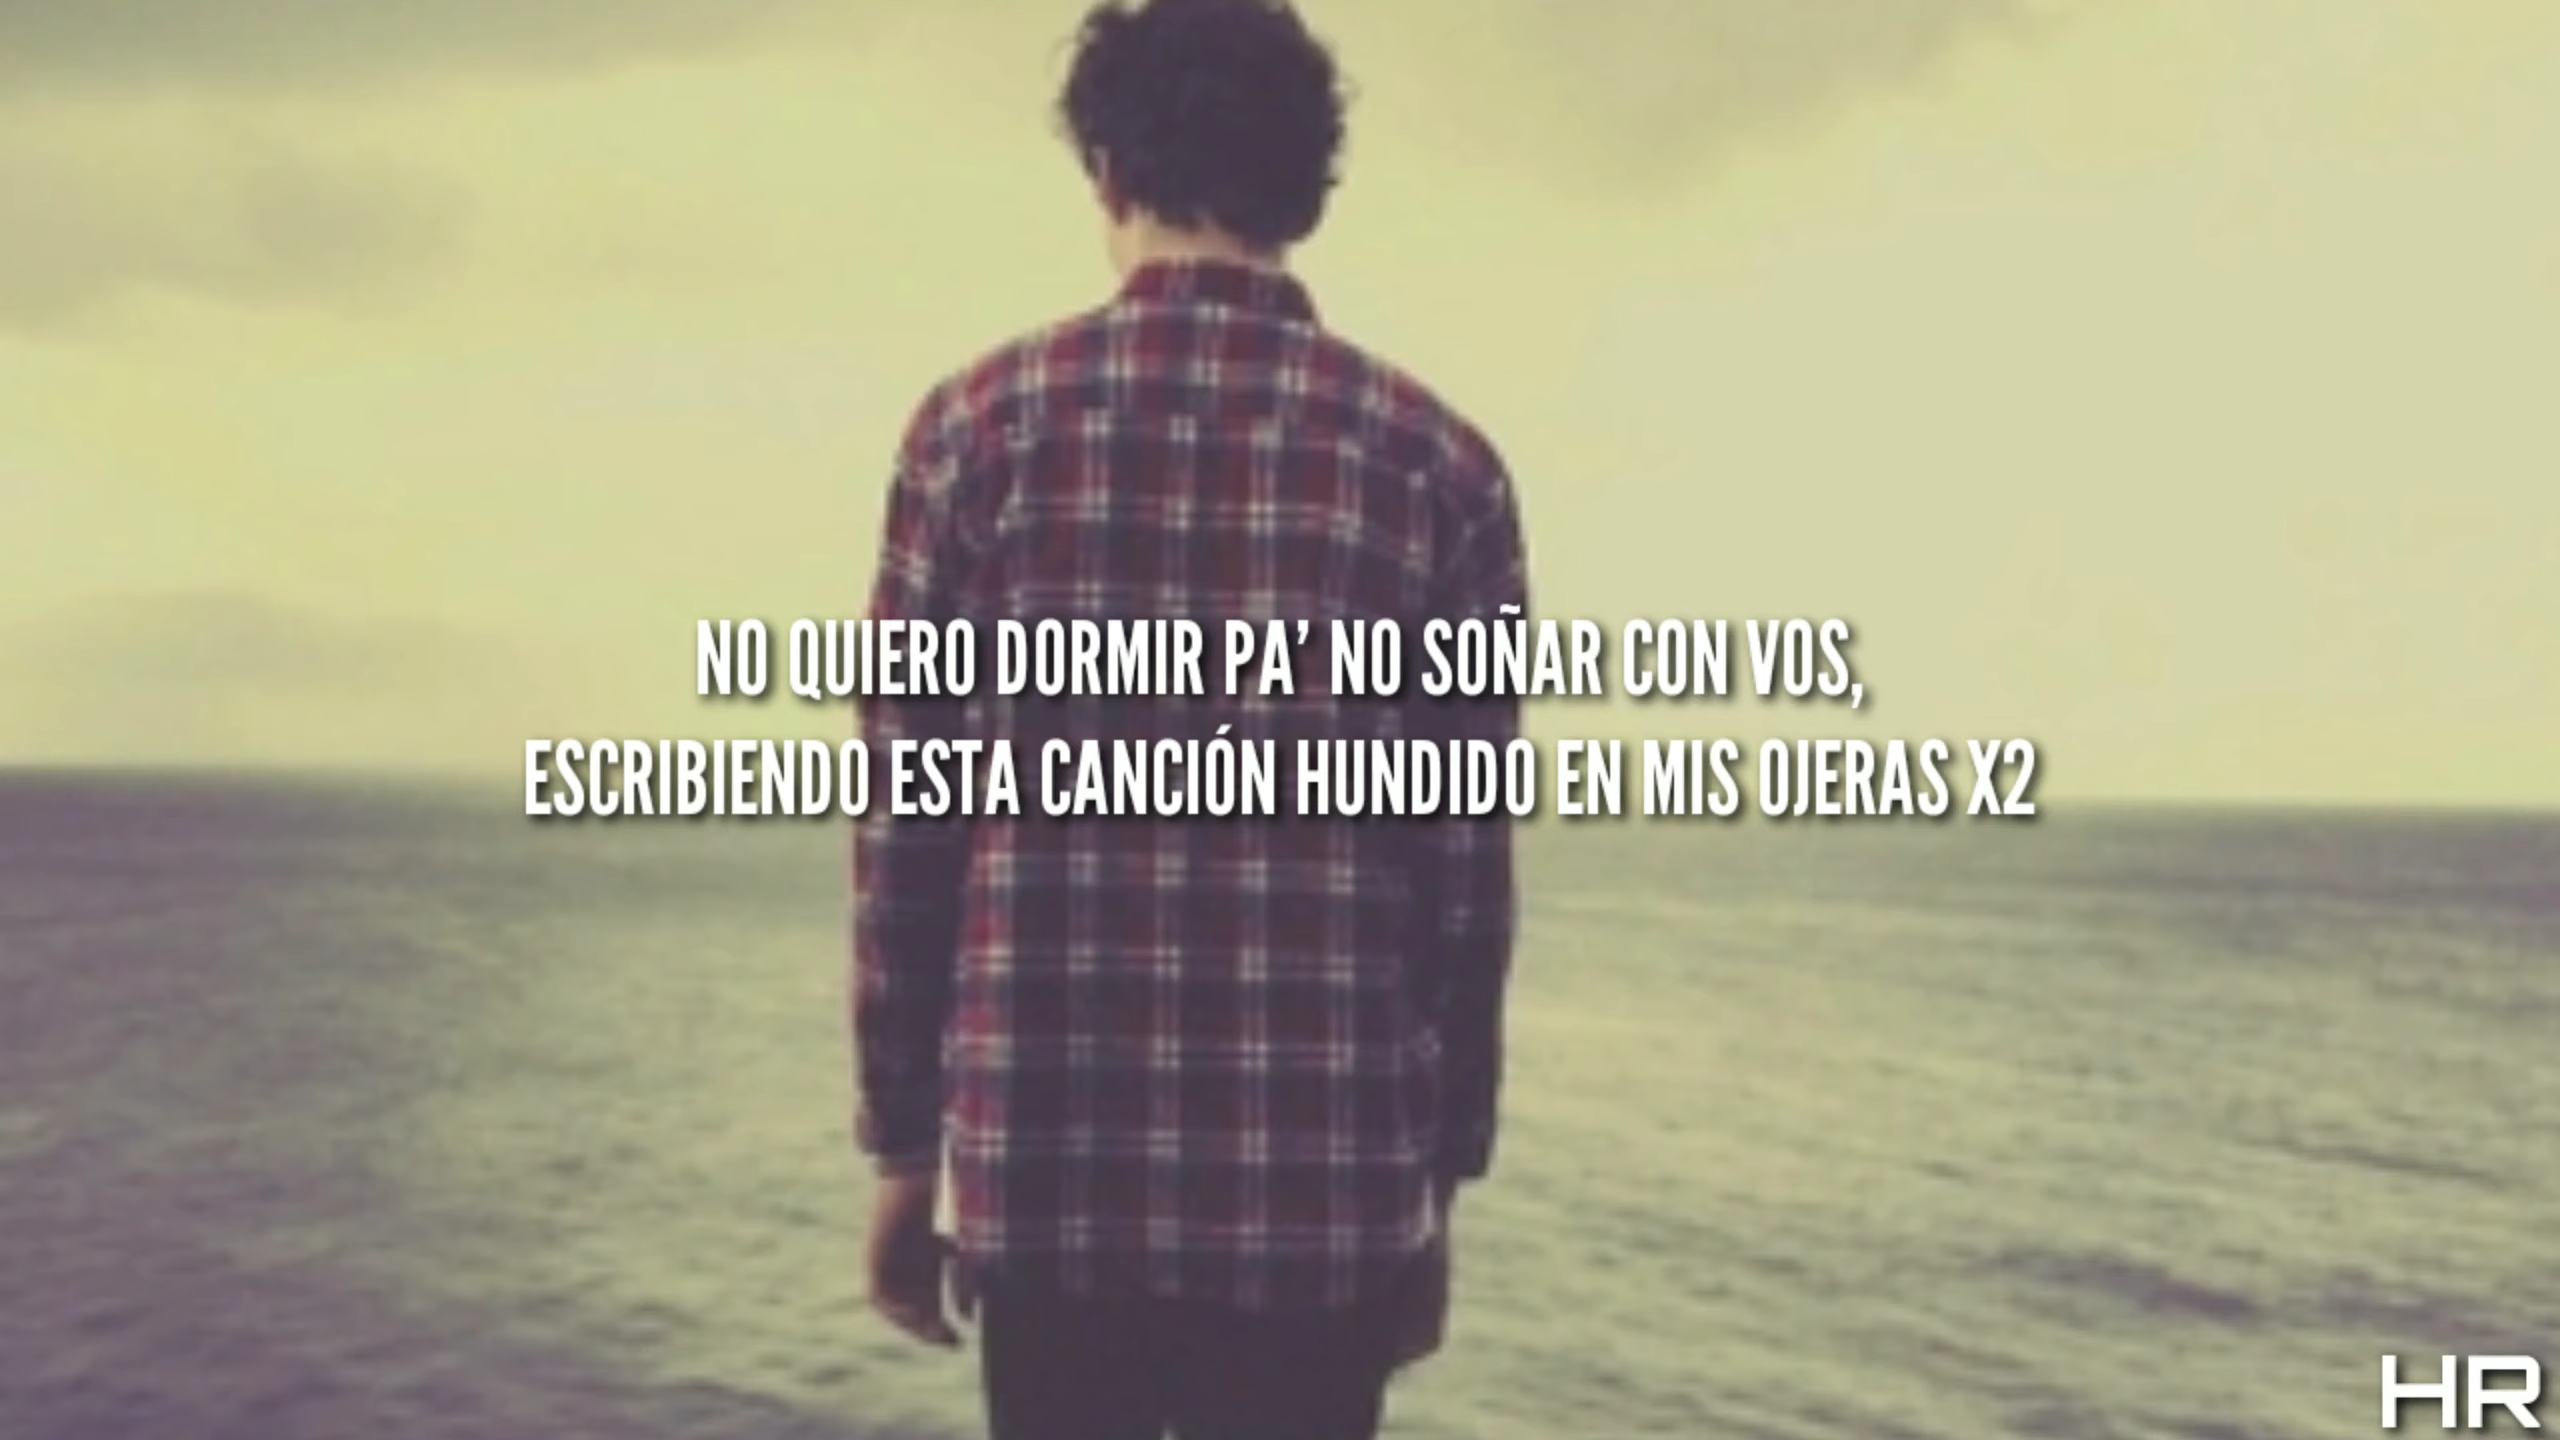 NO QUIERO DORMIR PA' NO SOÑAR CON VOS,
ESCRIBIENDO ESTA CANCIÓN HUNDIDO EN MIS OJERAS X2
HR